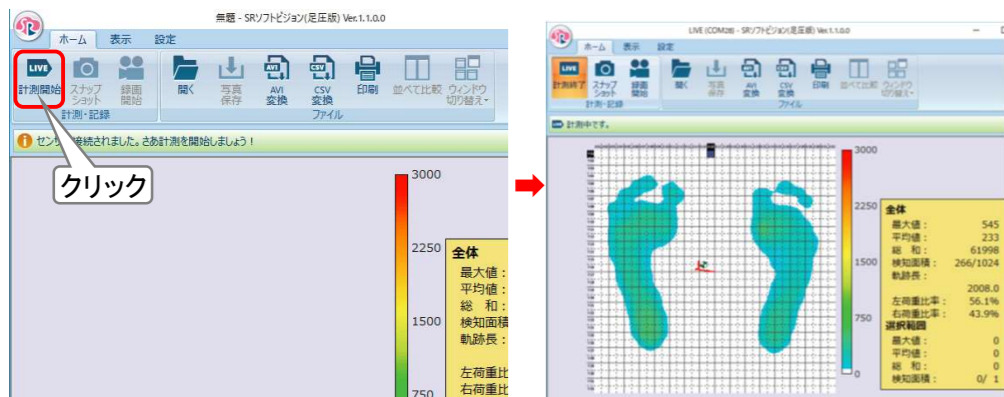 無題 - SRソフトビジョン(足圧版) Ver.1.1.0.0
ホーム 表示 設定
LIVE AVI CSV
計測開始 スナップショット 録画開始 開く 写真保存 AVI変換 CSV変換 印刷 並べて比較 ウィンドウ切り替え
計測・記録 ファイル
接続されました。さあ計測を開始しましょう！
クリック
3000
2250
1500
750
全体
最大値：
平均値：
総 和：
検知面積
軌跡長：
左荷重比
右荷重比
LIVE (COM28) - SRソフトビジョン(足圧版) Ver.1.1.0.0
ホーム 表示 設定
LIVE AVI CSV
計測終了 スナップショット 録画開始 開く 写真保存 AVI変換 CSV変換 印刷 並べて比較 ウィンドウ切り替え
計測・記録 ファイル
計測中です。
3000
2250
1500
750
0
全体
最大値： 545
平均値： 233
総 和： 61998
検知面積： 266/1024
軌跡長：
2008.0
左荷重比率： 56.1%
右荷重比率： 43.9%
選択範囲
最大値： 0
平均値： 0
総 和： 0
検知面積： 0/ 1